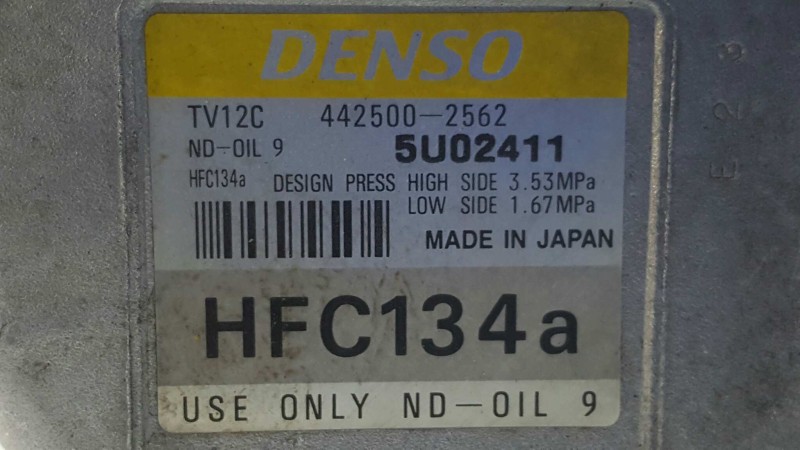 DENSO
TV12C 442500-2562
ND-OIL 9 5U02411
HFC134a DESIGN PRESS HIGH SIDE 3.53MPa
LOW SIDE 1.67MPa
MADE IN JAPAN
HFC134a
USE ONLY ND-OIL 9
E23